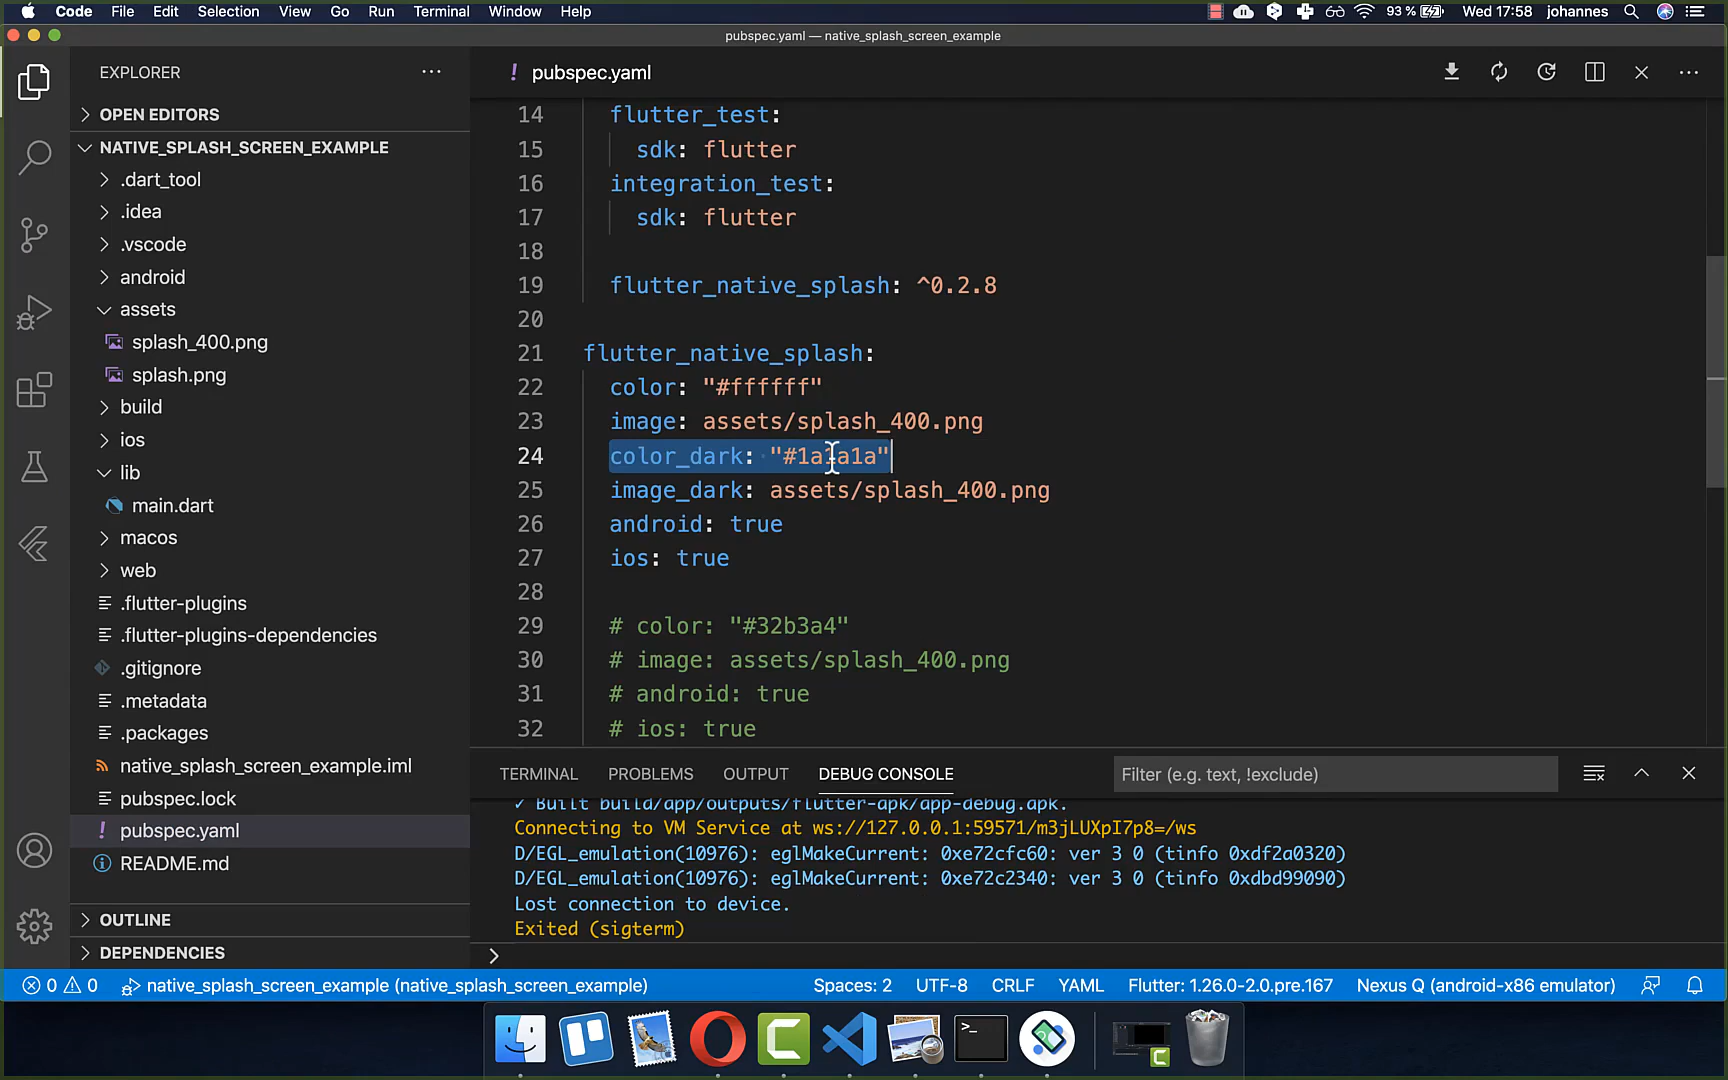 Code File Edit Selection View Go Run Terminal Window Help 93 % Wed 17:58 johannes
pubspec.yaml — native_splash_screen_example
EXPLORER
OPEN EDITORS
NATIVE_SPLASH_SCREEN_EXAMPLE
.dart_tool
.idea
.vscode
android
assets
splash_400.png
splash.png
build
ios
lib
main.dart
macos
web
.flutter-plugins
.flutter-plugins-dependencies
.gitignore
.metadata
.packages
native_splash_screen_example.iml
pubspec.lock
! pubspec.yaml
README.md
OUTLINE
DEPENDENCIES
! pubspec.yaml
14 flutter_test:
15 sdk: flutter
16 integration_test:
17 sdk: flutter
18
19 flutter_native_splash: ^0.2.8
20
21 flutter_native_splash:
22 color: "#ffffff"
23 image: assets/splash_400.png
24 color_dark: "#1a1a1a"
25 image_dark: assets/splash_400.png
26 android: true
27 ios: true
28
29 # color: "#32b3a4"
30 # image: assets/splash_400.png
31 # android: true
32 # ios: true
TERMINAL PROBLEMS OUTPUT DEBUG CONSOLE Filter (e.g. text, !exclude)
✓ Built build/app/outputs/flutter-apk/app-debug.apk.
Connecting to VM Service at ws://127.0.0.1:59571/m3jLUXpI7p8=/ws
D/EGL_emulation(10976): eglMakeCurrent: 0xe72cfc60: ver 3 0 (tinfo 0xdf2a0320)
D/EGL_emulation(10976): eglMakeCurrent: 0xe72c2340: ver 3 0 (tinfo 0xdbd99090)
Lost connection to device.
Exited (sigterm)
0 0 native_splash_screen_example (native_splash_screen_example) Spaces: 2 UTF-8 CRLF YAML Flutter: 1.26.0-2.0.pre.167 Nexus Q (android-x86 emulator)